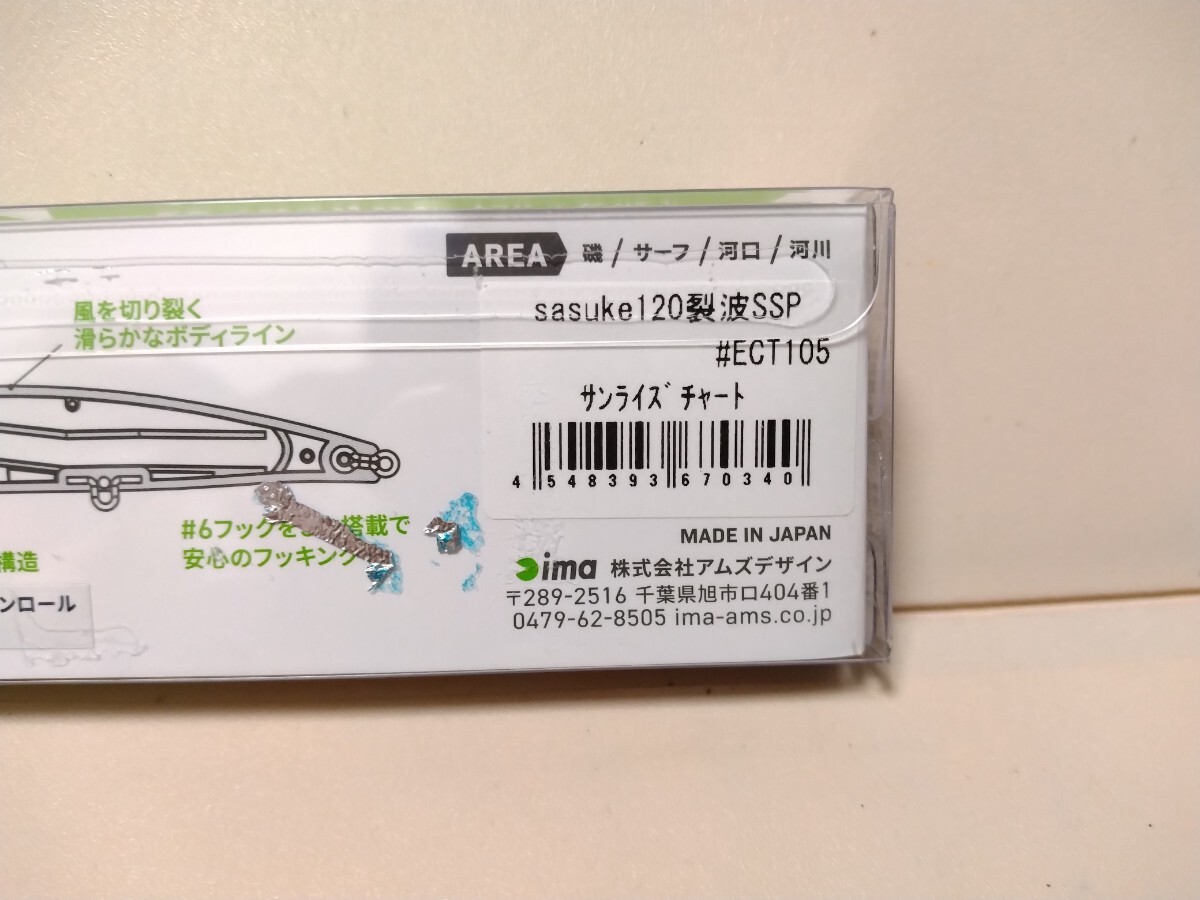 AREA 磯 / サーフ / 河口 / 河川
風を切り裂く
滑らかなボディライン
sasuke120裂波SSP
#ECT105
サンライズチャート
4 548393 670340
#6フックを 搭載で
安心のフッキング
構造
ンロール
MADE IN JAPAN
ima 株式会社アムズデザイン
〒289-2516 千葉県旭市ロ404番1
0479-62-8505 ima-ams.co.jp